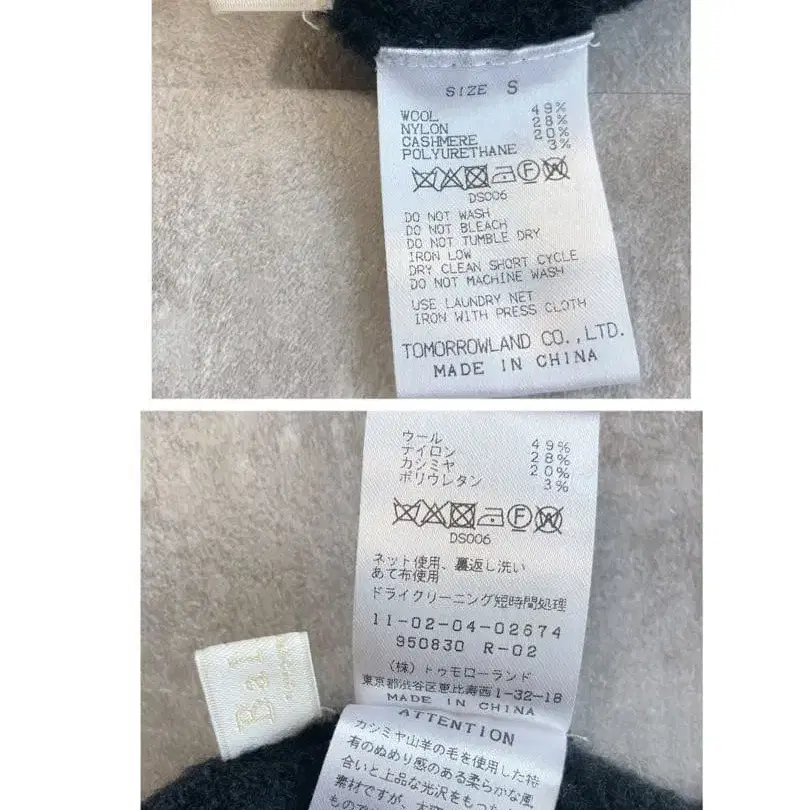 SIZE S
WOOL 49%
NYLON 28%
CASHMERE 20%
POLYURETHANE 3%
DS006
DO NOT WASH
DO NOT BLEACH
DO NOT TUMBLE DRY
IRON LOW
DRY CLEAN SHORT CYCLE
DO NOT MACHINE WASH
USE LAUNDRY NET
IRON WITH PRESS CLOTH
TOMORROWLAND CO.,LTD.
MADE IN CHINA
ウール 49%
ナイロン 28%
カシミヤ 20%
ポリウレタン 3%
DS006
ネット使用、裏返し洗い
あて布使用
ドライクリーニング短時間処理
11-02-04-02674
950830 R-02
(株)トゥモローランド
東京都渋谷区恵比寿西1-32-18
MADE IN CHINA
Bal
ATTENTION
カシミヤ山羊の毛を使用した特
有のぬめり感のある柔らかな風
合いと上品な光沢をもった
素材ですが、
もので